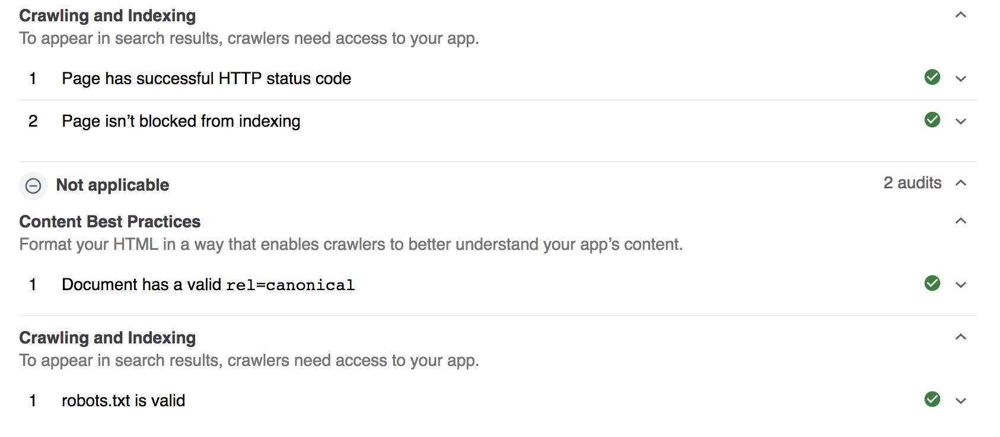 Crawling and Indexing
To appear in search results, crawlers need access to your app.
1 Page has successful HTTP status code
2 Page isn’t blocked from indexing
Not applicable 2 audits
Content Best Practices
Format your HTML in a way that enables crawlers to better understand your app’s content.
1 Document has a valid rel=canonical
Crawling and Indexing
To appear in search results, crawlers need access to your app.
1 robots.txt is valid